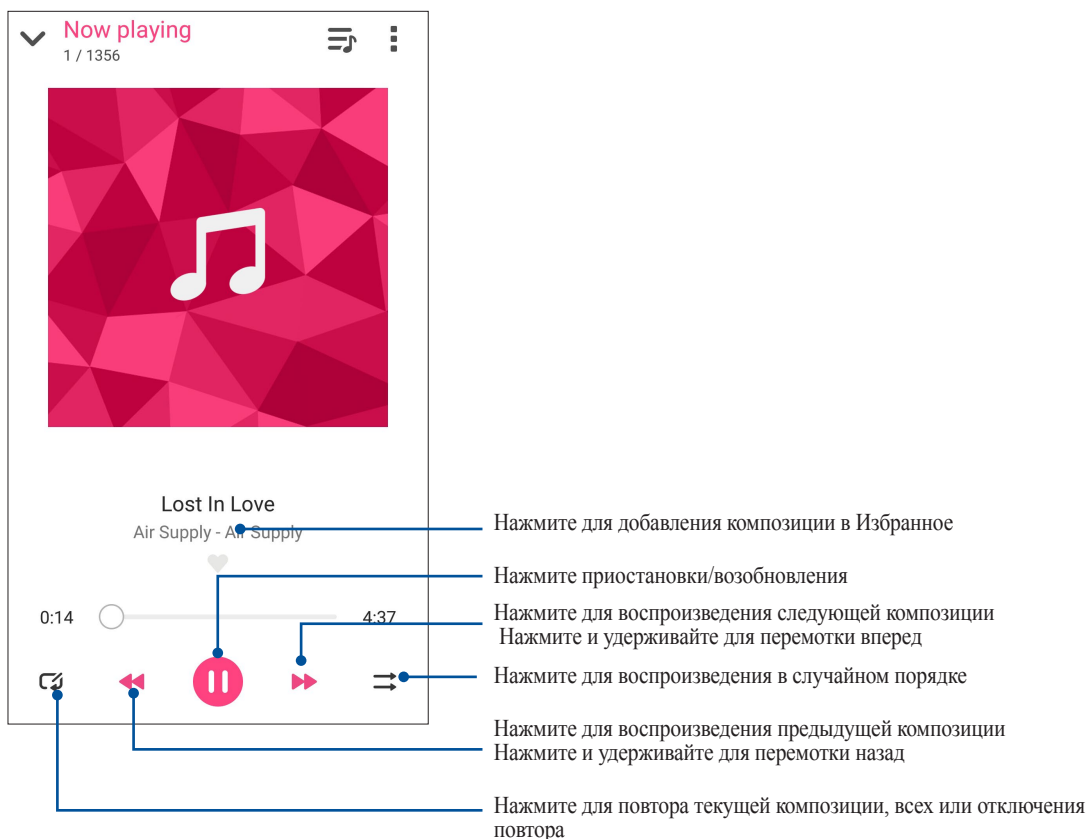 Now playing
1 / 1356
Lost In Love
Air Supply - Air Supply
0:14
4:37
Нажмите для добавления композиции в Избранное
Нажмите приостановки/возобновления
Нажмите для воспроизведения следующей композиции
Нажмите и удерживайте для перемотки вперед
Нажмите для воспроизведения в случайном порядке
Нажмите для воспроизведения предыдущей композиции
Нажмите и удерживайте для перемотки назад
Нажмите для повтора текущей композиции, всех или отключения
повтора